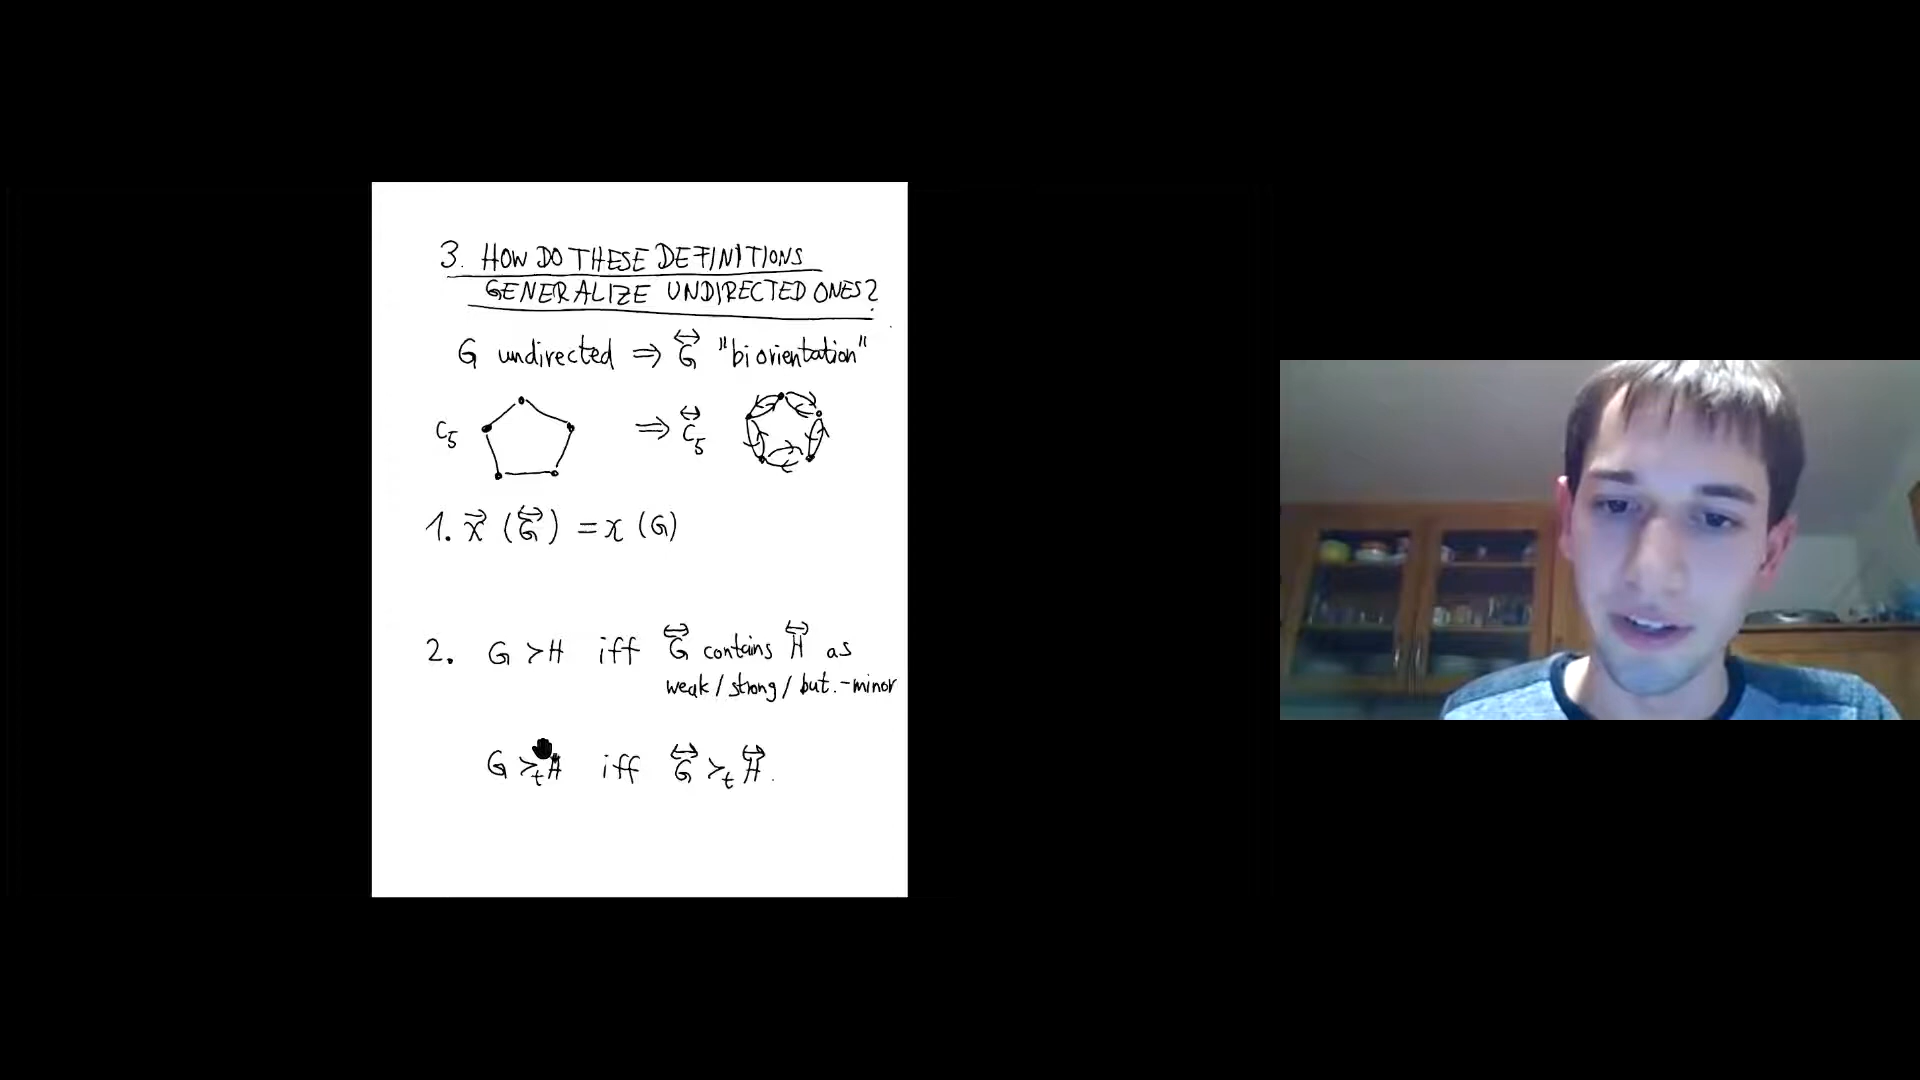 3. HOW DO THESE DEFINITIONS
GENERALIZE UNDIRECTED ONES?
G undirected ⇒ G⃡ "biorientation"
C₅ ⇒ C⃡₅
1. χ⃗ (G⃡) = χ (G)
2. G ≻ H iff G⃡ contains H⃡ as
weak / strong / but. - minor
G ≻ₜ H iff G⃡ ≻ₜ H⃡.